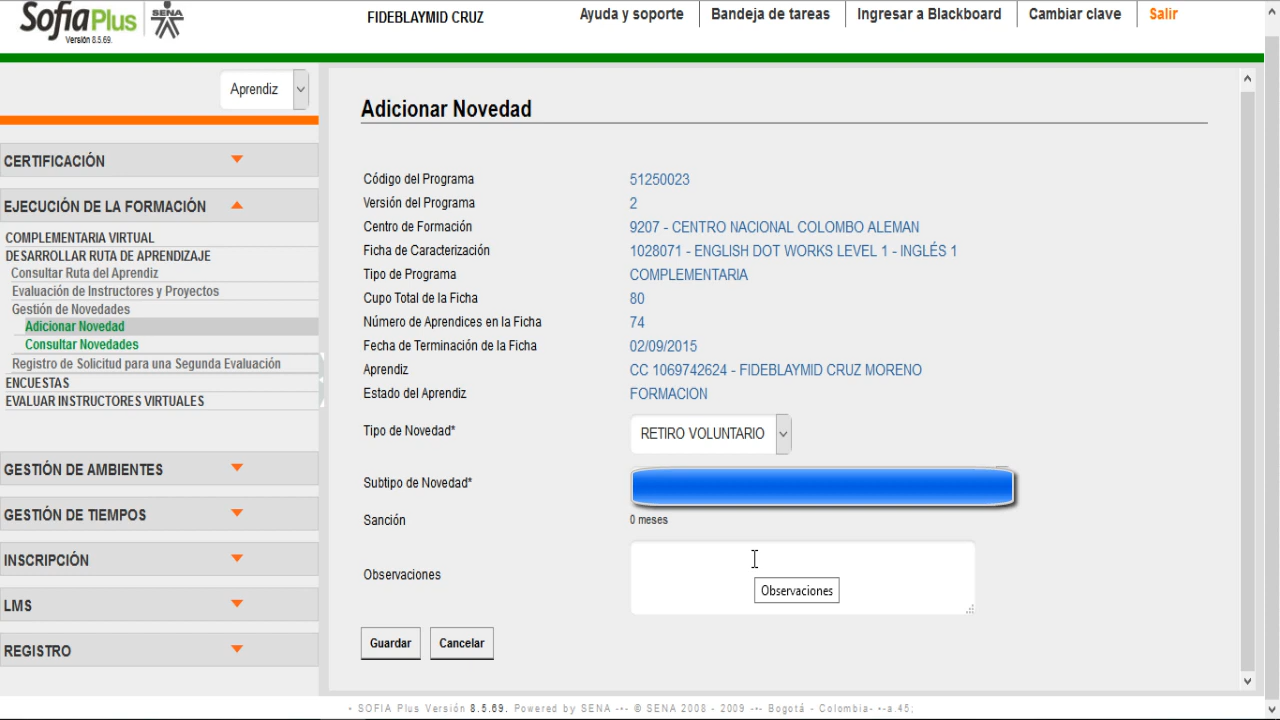 SofíaPlus
SENA
Versión 8.5.69.
FIDEBLAYMID CRUZ
Ayuda y soporte
Bandeja de tareas
Ingresar a Blackboard
Cambiar clave
Salir
Aprendiz
CERTIFICACIÓN
EJECUCIÓN DE LA FORMACIÓN
COMPLEMENTARIA VIRTUAL
DESARROLLAR RUTA DE APRENDIZAJE
Consultar Ruta del Aprendiz
Evaluación de Instructores y Proyectos
Gestión de Novedades
Adicionar Novedad
Consultar Novedades
Registro de Solicitud para una Segunda Evaluación
ENCUESTAS
EVALUAR INSTRUCTORES VIRTUALES
GESTIÓN DE AMBIENTES
GESTIÓN DE TIEMPOS
INSCRIPCIÓN
LMS
REGISTRO
Adicionar Novedad
Código del Programa 51250023
Versión del Programa 2
Centro de Formación 9207 - CENTRO NACIONAL COLOMBO ALEMAN
Ficha de Caracterización 1028071 - ENGLISH DOT WORKS LEVEL 1 - INGLÉS 1
Tipo de Programa COMPLEMENTARIA
Cupo Total de la Ficha 80
Número de Aprendices en la Ficha 74
Fecha de Terminación de la Ficha 02/09/2015
Aprendiz CC 1069742624 - FIDEBLAYMID CRUZ MORENO
Estado del Aprendiz FORMACION
Tipo de Novedad* RETIRO VOLUNTARIO
Subtipo de Novedad*
Sanción 0 meses
Observaciones
Observaciones
Guardar Cancelar
• SOFIA Plus Versión 8.5.69. Powered by SENA -•- © SENA 2008 - 2009 -•- Bogotá - Colombia- •-a.45;